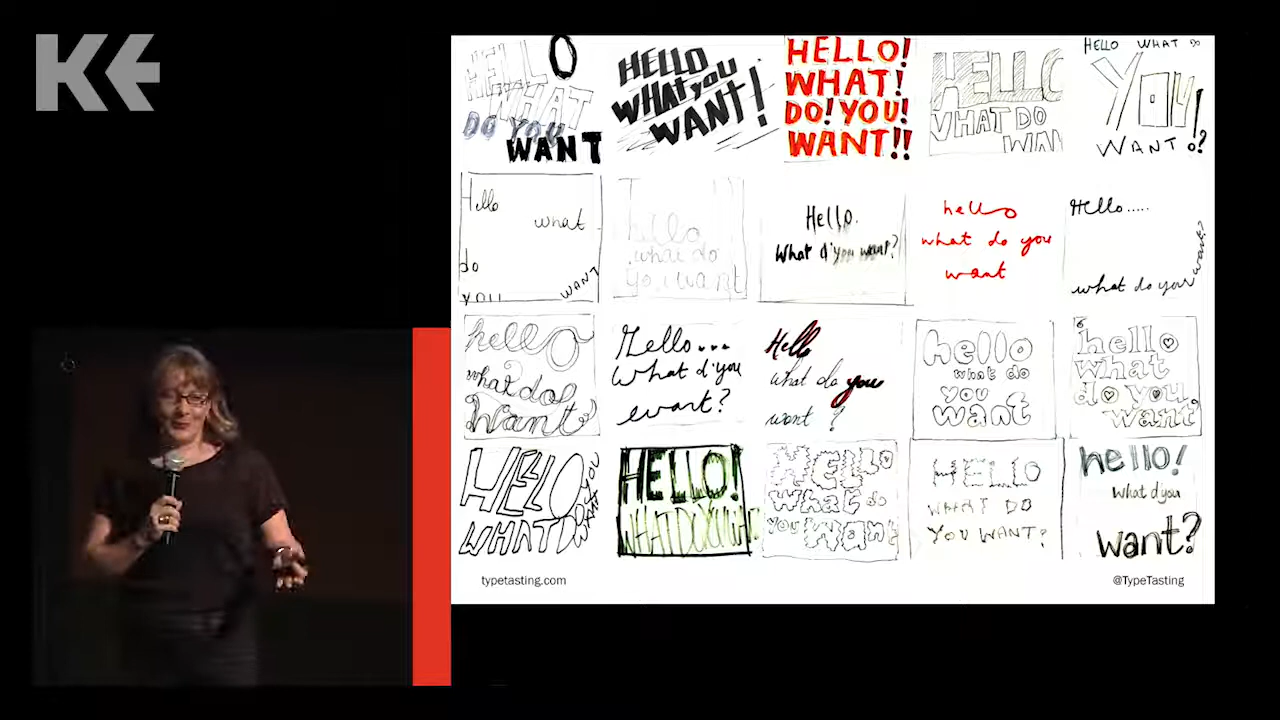 KE
HELLO
WHAT
DO YOU
WANT
HELLO
WHAT you
WANT!
HELLO!
WHAT!
DO! YOU!
WANT!!
HELLO
WHAT DO
WAN
HELLO WHAT DO
YOU!
WANT?
Hello
what
do
YOU
WANT
hello
what do
you want
Hello.
What d'you want?
hello
what do you
want
Hello.....
what do you want?
hello
what do
want
Hello...
What d'you
want?
Hello
what do you
want ?
hello
what do
you
want
hello
what
do you
want
HELLO
WHAT DO YOU
WANT
HELLO!
WHATDOYOUWANT
HELLO
what do
you want
HELLO
WHAT DO
YOU WANT?
hello!
What d'you
want?
typetasting.com
@TypeTasting